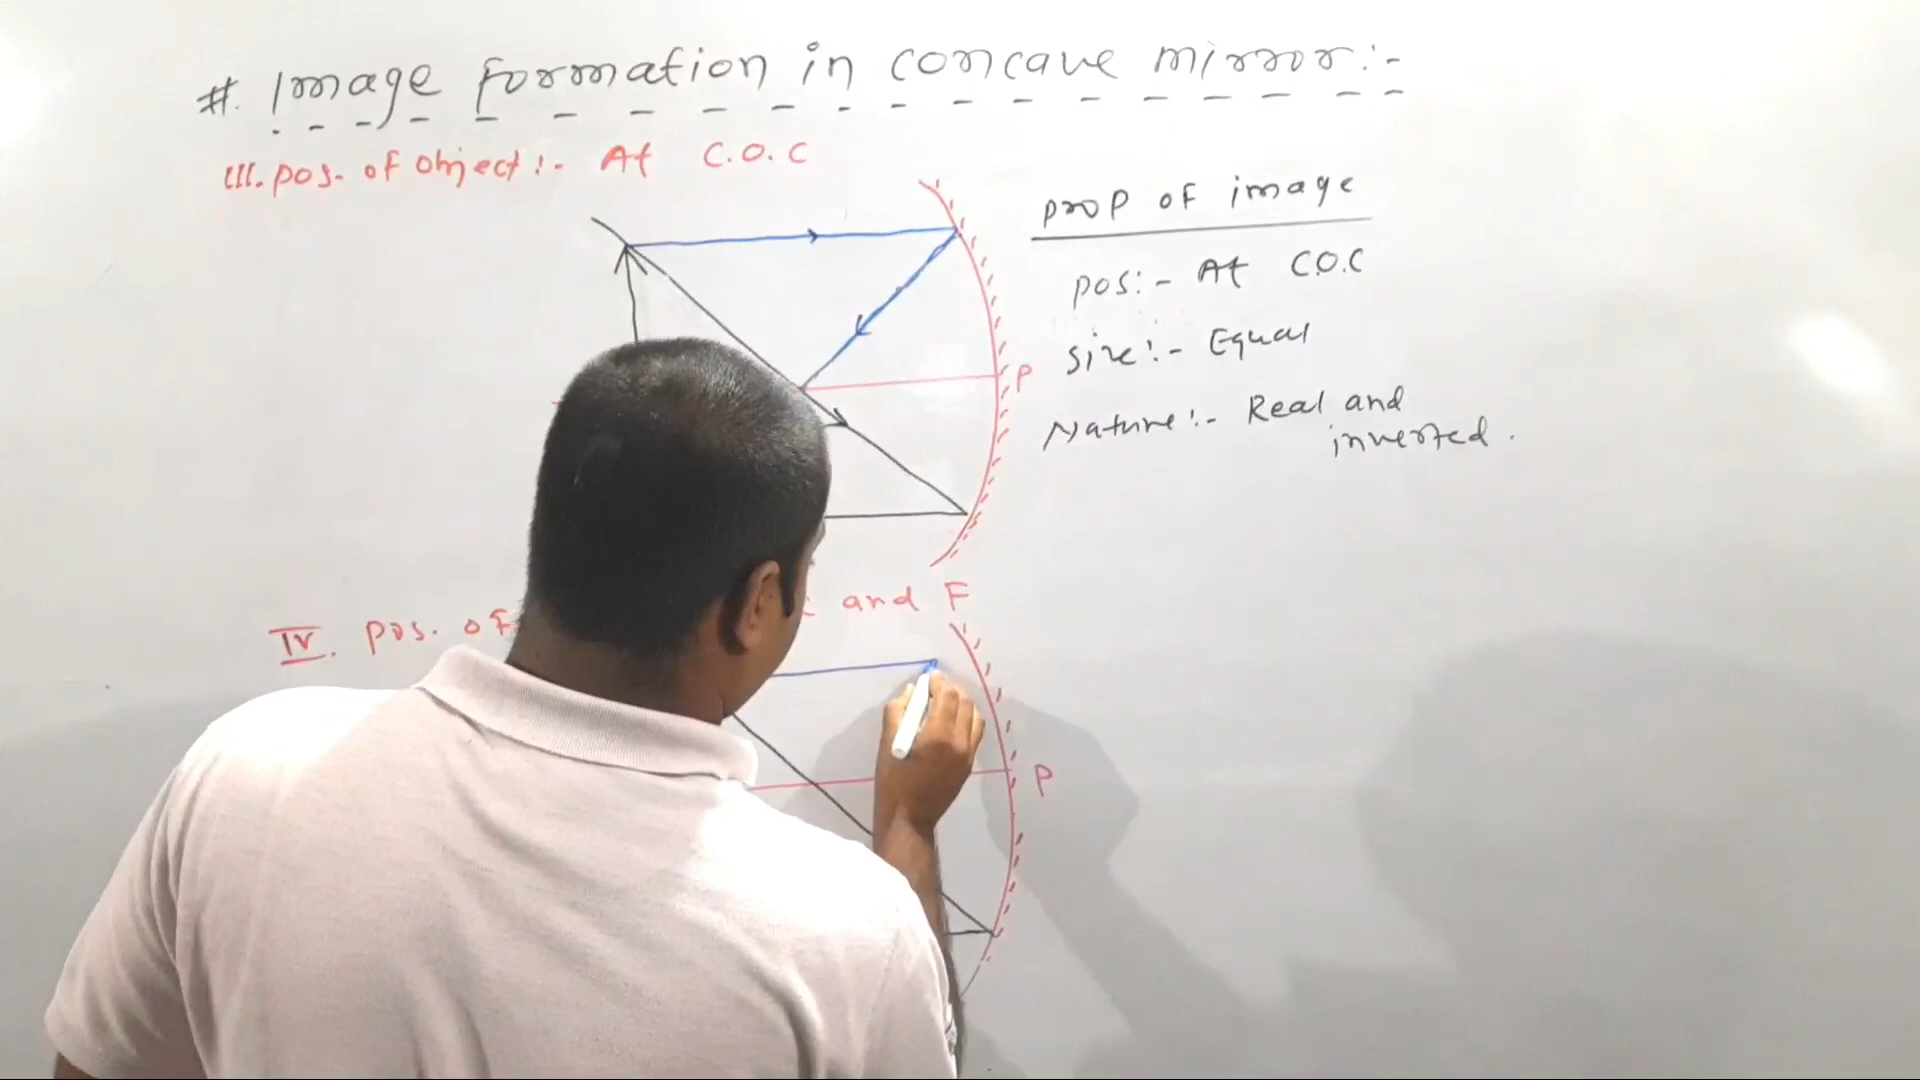 #. Image formation in concave mirror:-
III. pos. of object:- At C.O.C
prop of image
pos:- At C.O.C
size:- Equal
Nature:- Real and
inverted.
P
IV. pos. of and F
P